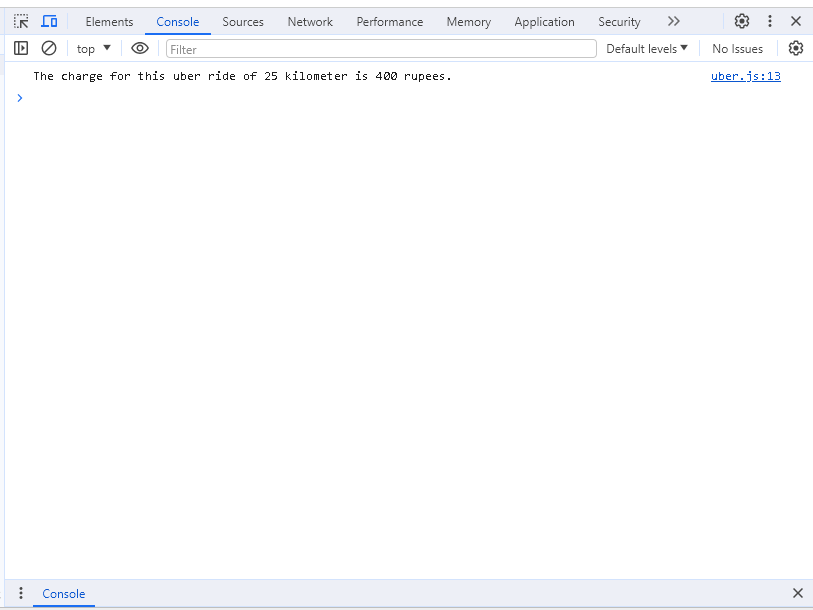 Elements Console Sources Network Performance Memory Application Security
top Filter Default levels No Issues
The charge for this uber ride of 25 kilometer is 400 rupees. uber.js:13
Console